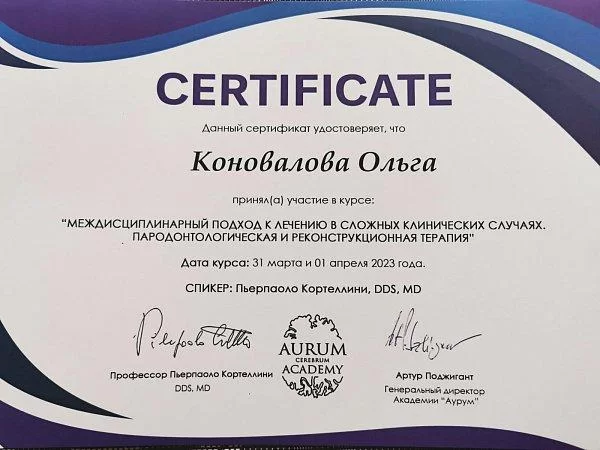 CERTIFICATE
Данный сертификат удостоверяет, что
Коновалова Ольга
принял(а) участие в курсе:
“МЕЖДИСЦИПЛИНАРНЫЙ ПОДХОД К ЛЕЧЕНИЮ В СЛОЖНЫХ КЛИНИЧЕСКИХ СЛУЧАЯХ.
ПАРОДОНТОЛОГИЧЕСКАЯ И РЕКОНСТРУКЦИОННАЯ ТЕРАПИЯ"
Дата курса: 31 марта и 01 апреля 2023 года.
СПИКЕР: Пьерпаоло Кортеллини, DDS, MD
AURUM
CEREBRUM
ACADEMY
Профессор Пьерпаоло Кортеллини
DDS, MD
Артур Поджигант
Генеральный директор
Академии “Аурум”